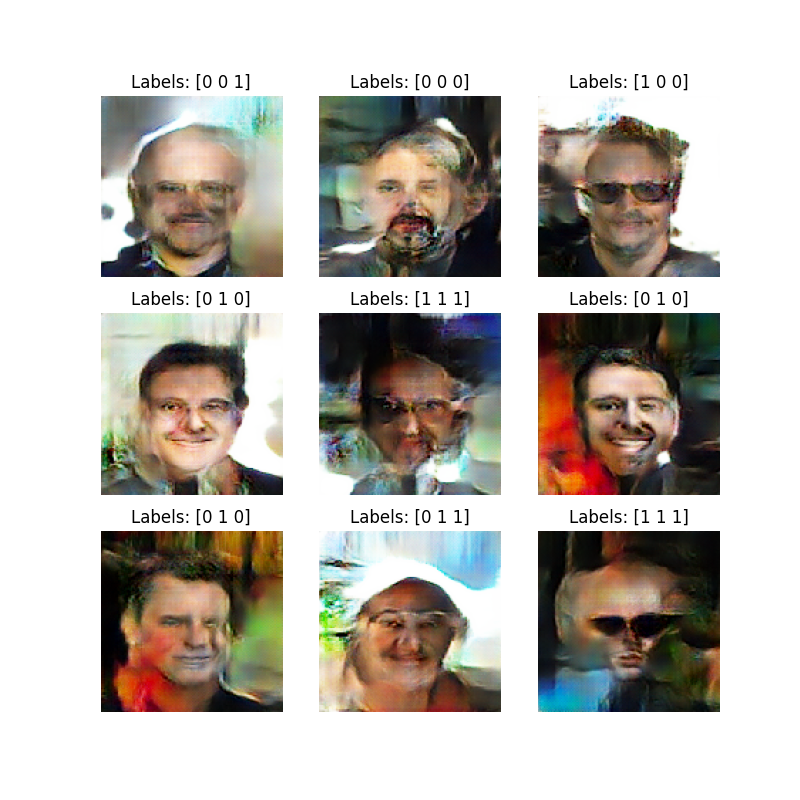 Labels: [0 0 1]
Labels: [0 0 0]
Labels: [1 0 0]
Labels: [0 1 0]
Labels: [1 1 1]
Labels: [0 1 0]
Labels: [0 1 0]
Labels: [0 1 1]
Labels: [1 1 1]